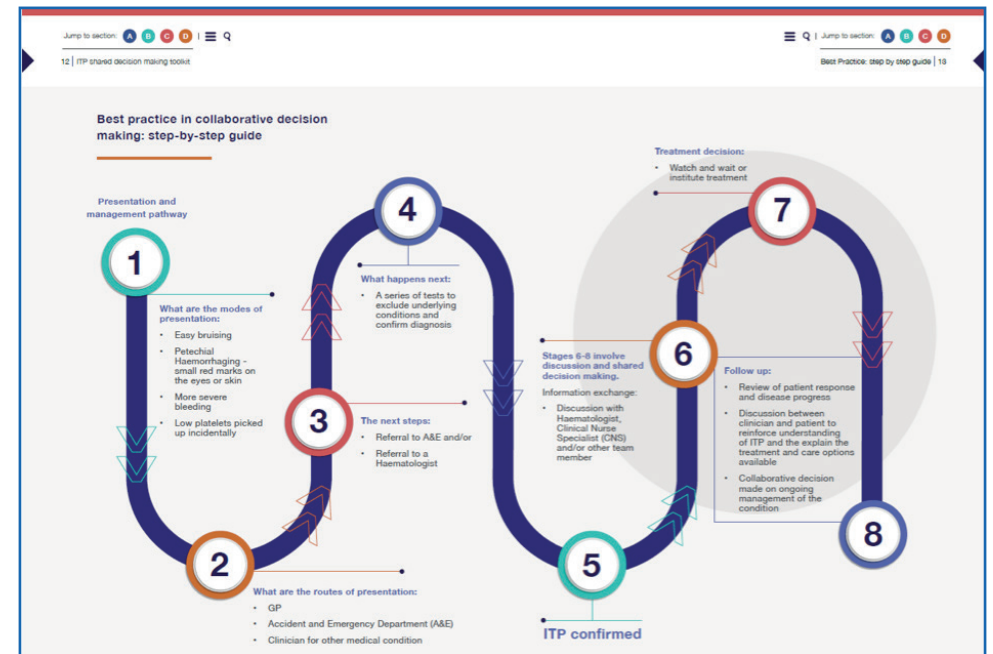 Jump to section: A B C D
12 | ITP shared decision making toolkit
Jump to section: A B C D
Best Practice: step by step guide | 13
Best practice in collaborative decision
making: step-by-step guide
Presentation and
management pathway
1
What are the modes of
presentation:
• Easy bruising
• Petechial
Haemorrhaging -
small red marks on
the eyes or skin
• More severe
bleeding
• Low platelets picked
up incidentally
2
What are the routes of presentation:
• GP
• Accident and Emergency Department (A&E)
• Clinician for other medical condition
3
The next steps:
• Referral to A&E and/or
• Referral to a
Haematologist
4
What happens next:
• A series of tests to
exclude underlying
conditions and
confirm diagnosis
5
ITP confirmed
Stages 6-8 involve
discussion and shared
decision making.
Information exchange:
• Discussion with
Haematologist,
Clinical Nurse
Specialist (CNS)
and/or other team
member
6
Treatment decision:
• Watch and wait or
institute treatment
7
Follow up:
• Review of patient response
and disease progress
• Discussion between
clinician and patient to
reinforce understanding
of ITP and the explain the
treatment and care options
available
• Collaborative decision
made on ongoing
management of the
condition
8